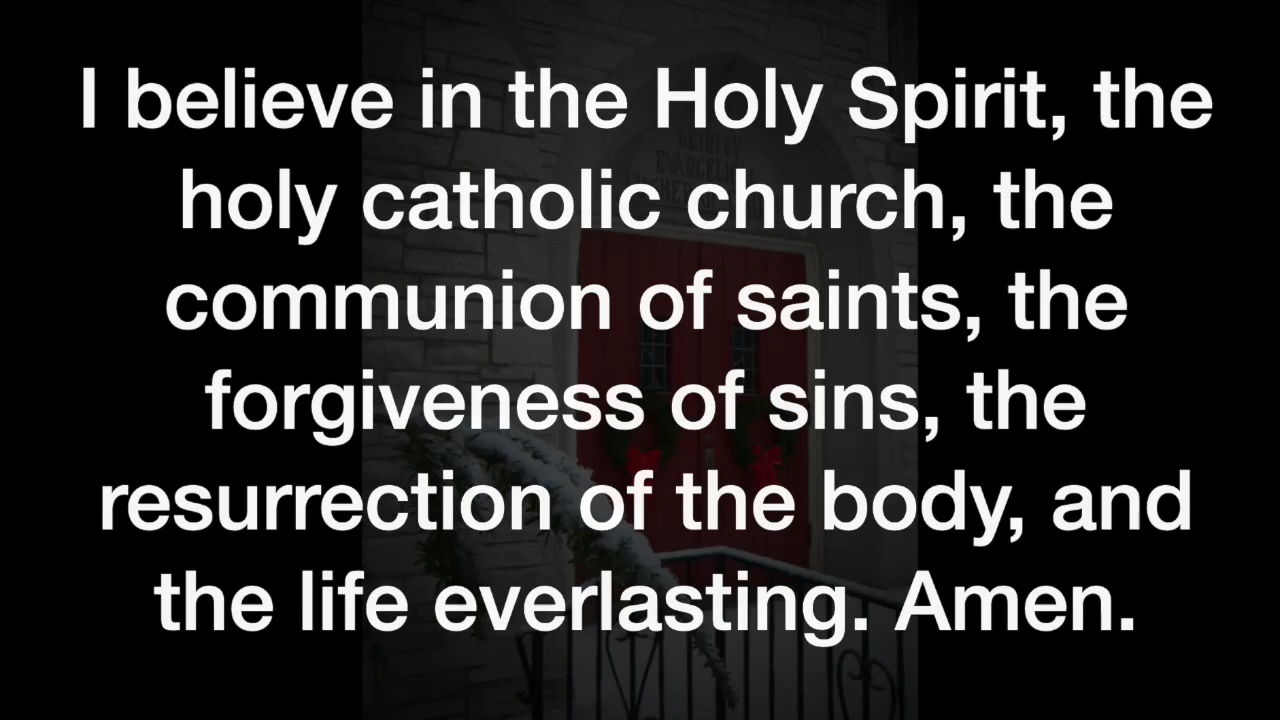 I believe in the Holy Spirit, the
holy catholic church, the
communion of saints, the
forgiveness of sins, the
resurrection of the body, and
the life everlasting. Amen.